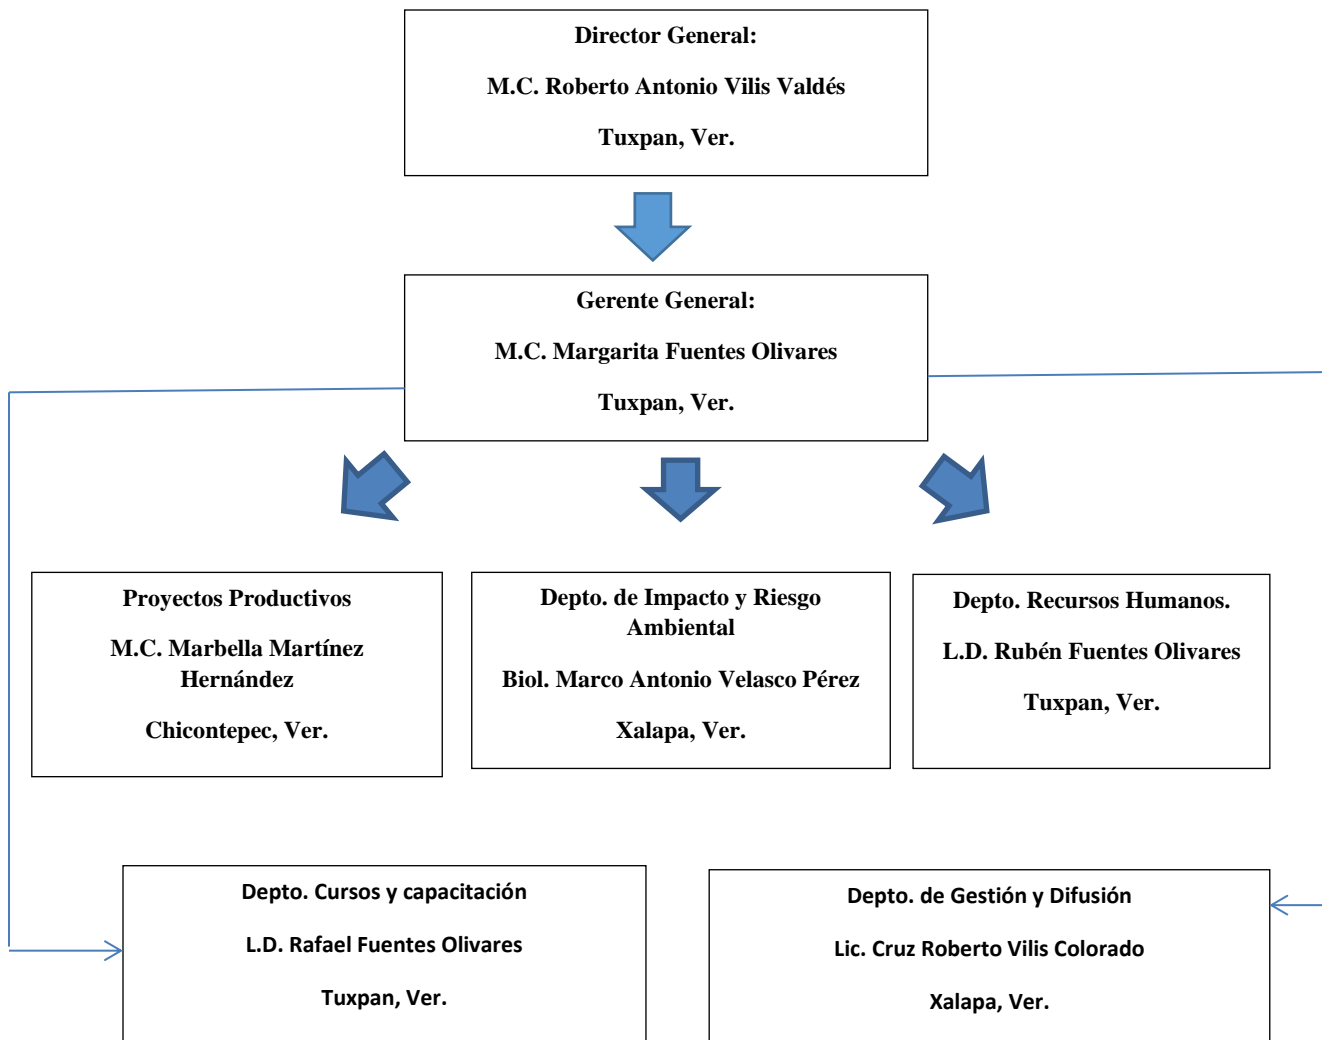 Director General:
M.C. Roberto Antonio Vilis Valdés
Tuxpan, Ver.
Gerente General:
M.C. Margarita Fuentes Olivares
Tuxpan, Ver.
Proyectos Productivos
M.C. Marbella Martínez
Hernández
Chicontepec, Ver.
Depto. de Impacto y Riesgo
Ambiental
Biol. Marco Antonio Velasco Pérez
Xalapa, Ver.
Depto. Recursos Humanos.
L.D. Rubén Fuentes Olivares
Tuxpan, Ver.
Depto. Cursos y capacitación
L.D. Rafael Fuentes Olivares
Tuxpan, Ver.
Depto. de Gestión y Difusión
Lic. Cruz Roberto Vilis Colorado
Xalapa, Ver.